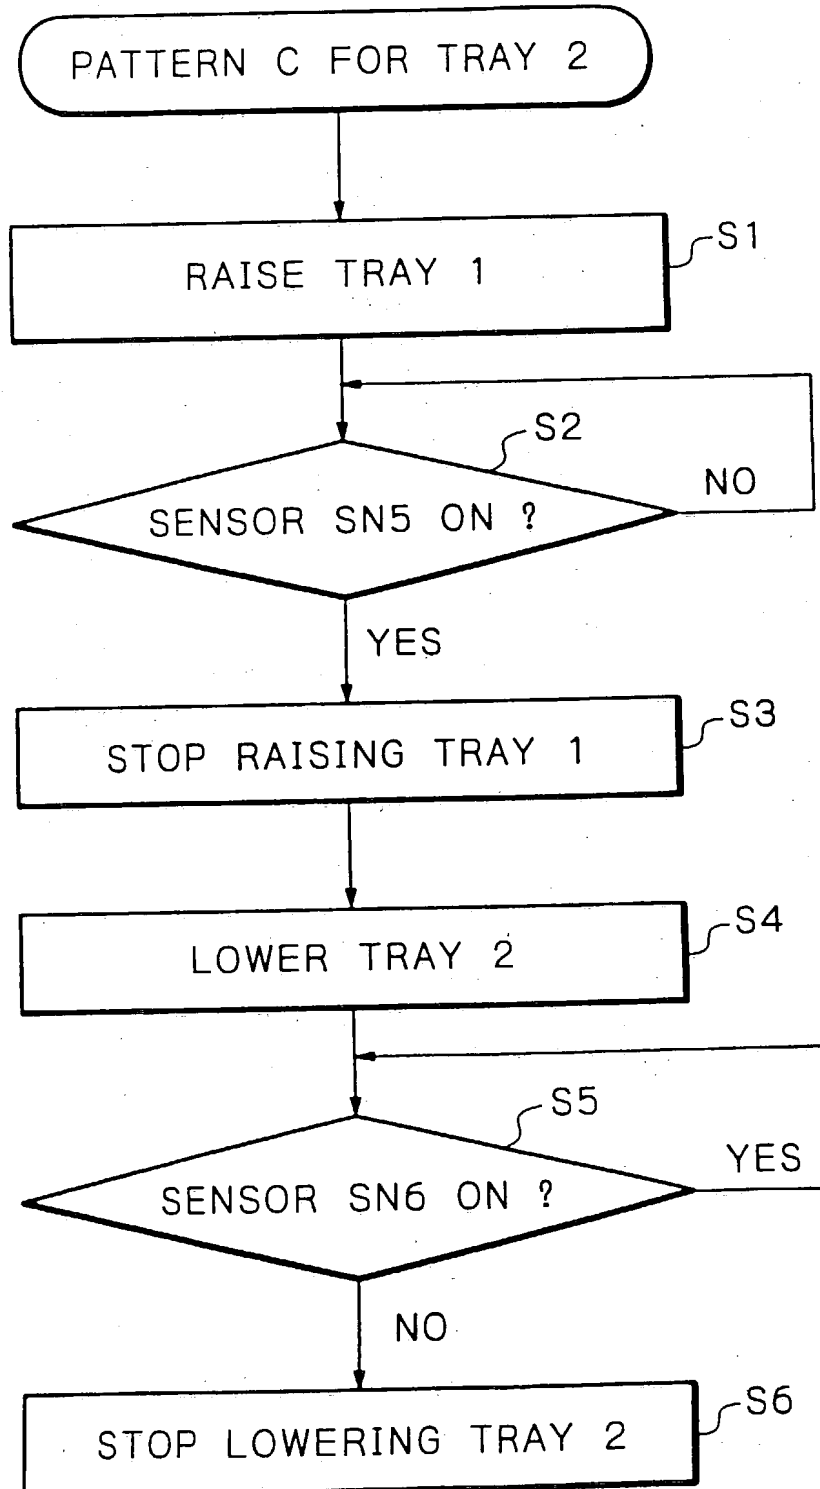 PATTERN C FOR TRAY 2
RAISE TRAY 1
S1
S2
SENSOR SN5 ON ?
NO
YES
STOP RAISING TRAY 1
S3
LOWER TRAY 2
S4
S5
SENSOR SN6 ON ?
YES
NO
STOP LOWERING TRAY 2
S6